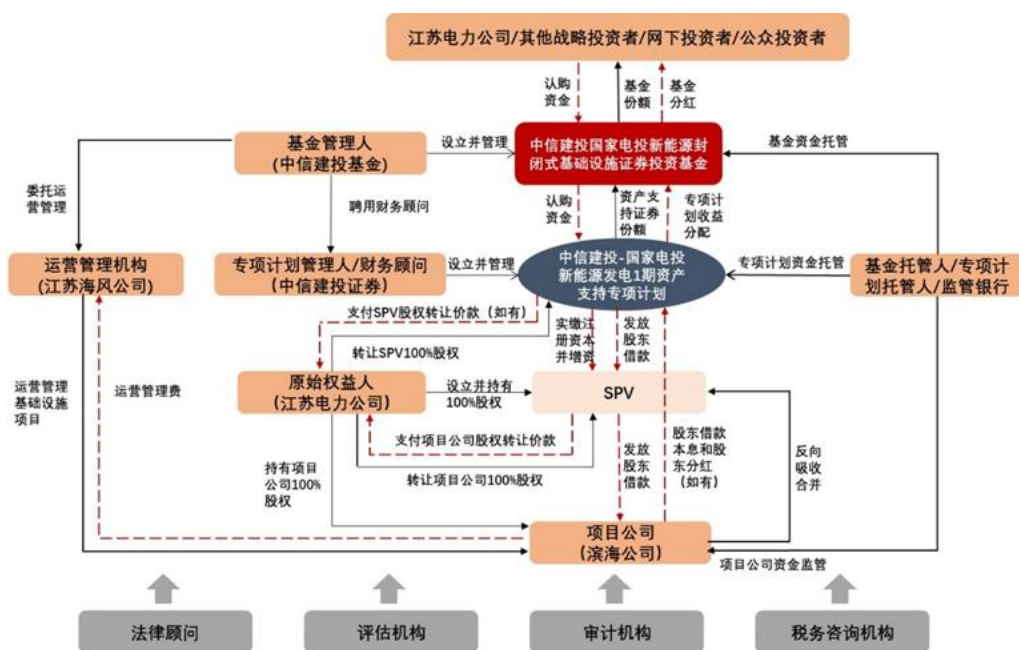 江苏电力公司/其他战略投资者/网下投资者/公众投资者
认购
资金
基金
份额
基金
分红
基金管理人
(中信建投基金)
设立并管理
中信建投国家电投新能源封
闭式基础设施证券投资基金
基金资金托管
委托运
营管理
聘用财务顾问
认购
资金
资产支
持证券
份额
专项计
划收益
分配
运营管理机构
(江苏海风公司)
专项计划管理人/财务顾问
(中信建投证券)
设立并管理
中信建投-国家电投
新能源发电1期资产
支持专项计划
专项计划资金托管
基金托管人/专项计
划托管人/监管银行
支付SPV股权转让价款（如有）
转让SPV100%股权
实缴注
册资本
并增资
发放
股东
借款
运营管理
基础设施
项目
运营管理费
原始权益人
(江苏电力公司)
设立并持有
100%股权
SPV
支付项目公司股权转让价款
转让项目公司100%股权
持有项目
公司100%
股权
发放
股东
借款
股东借款
本息和股
东分红
（如有）
反向
吸收
合并
项目公司
(滨海公司)
项目公司资金监管
法律顾问
评估机构
审计机构
税务咨询机构